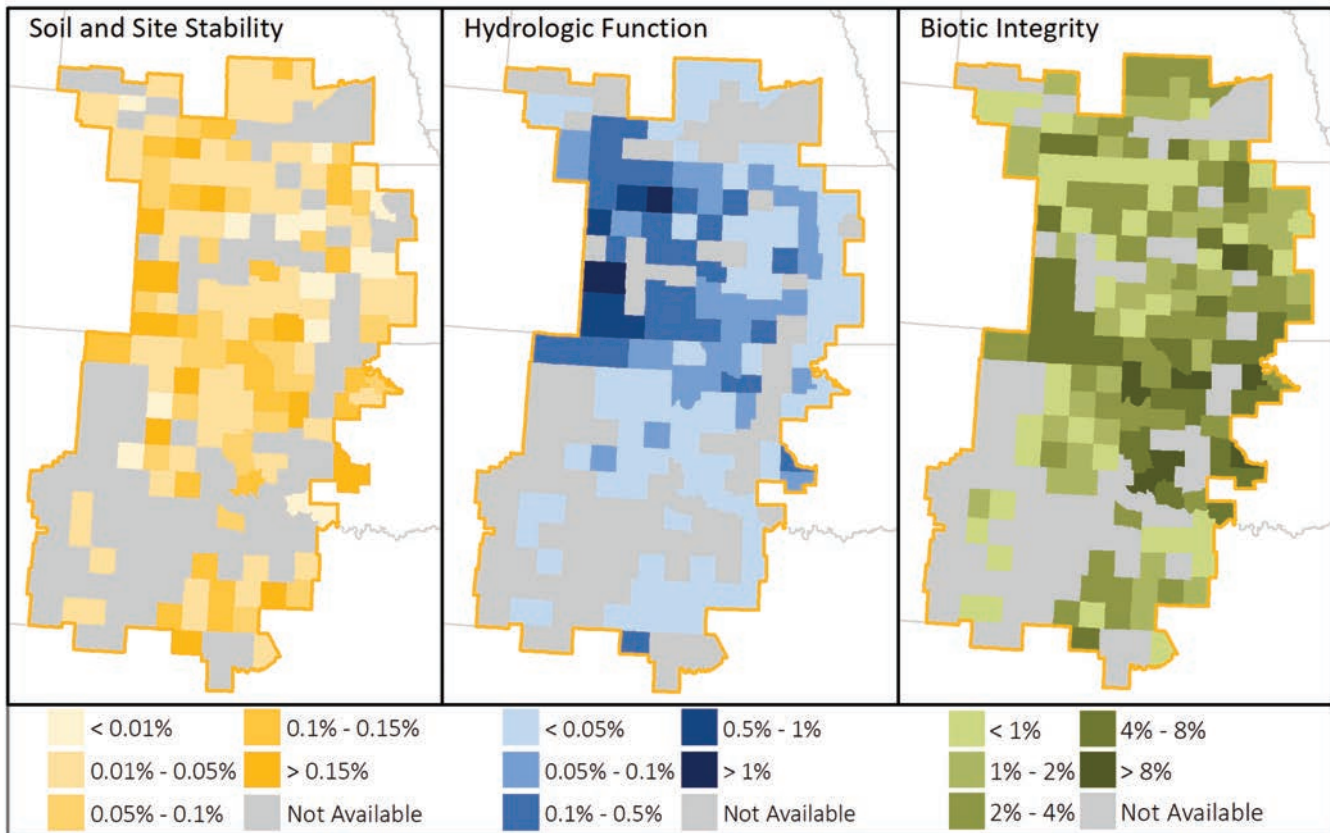 Soil and Site Stability
Hydrologic Function
Biotic Integrity
< 0.01%
0.1% - 0.15%
0.01% - 0.05%
> 0.15%
0.05% - 0.1%
Not Available
< 0.05%
0.5% - 1%
0.05% - 0.1%
> 1%
0.1% - 0.5%
Not Available
< 1%
4% - 8%
1% - 2%
> 8%
2% - 4%
Not Available